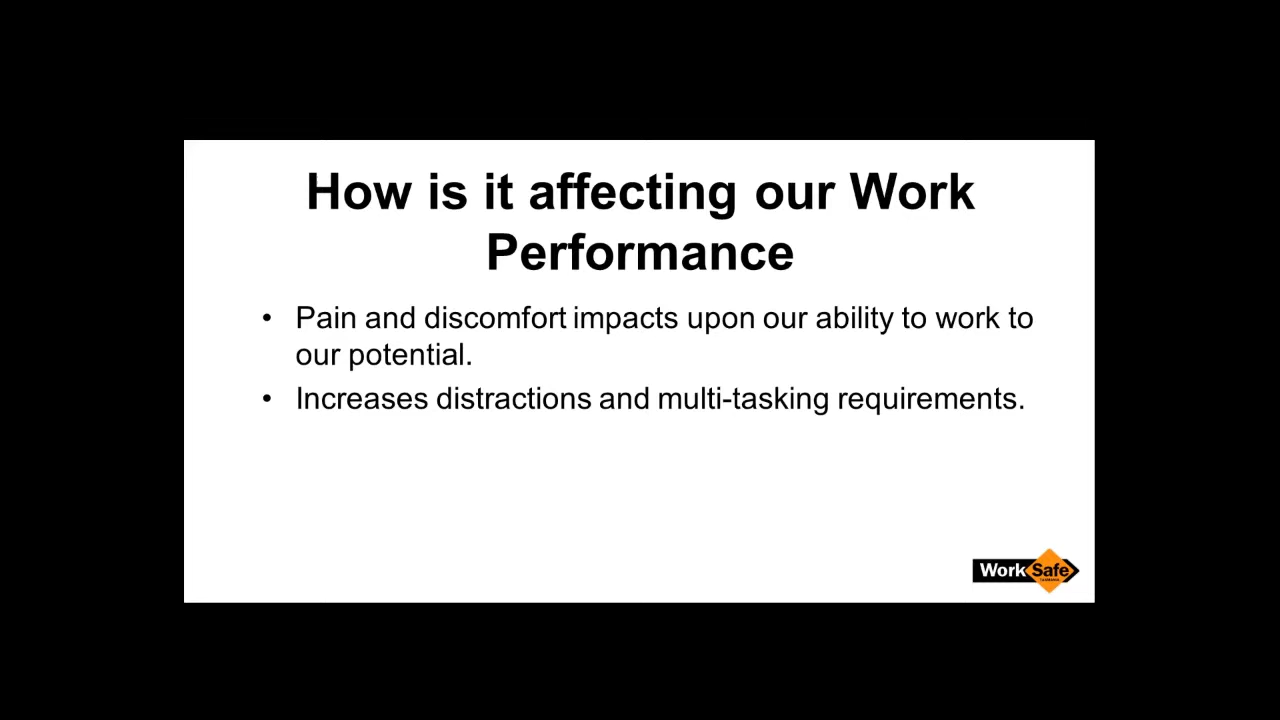 How is it affecting our Work
Performance
• Pain and discomfort impacts upon our ability to work to
our potential.
• Increases distractions and multi-tasking requirements.
WorkSafe
TASMANIA